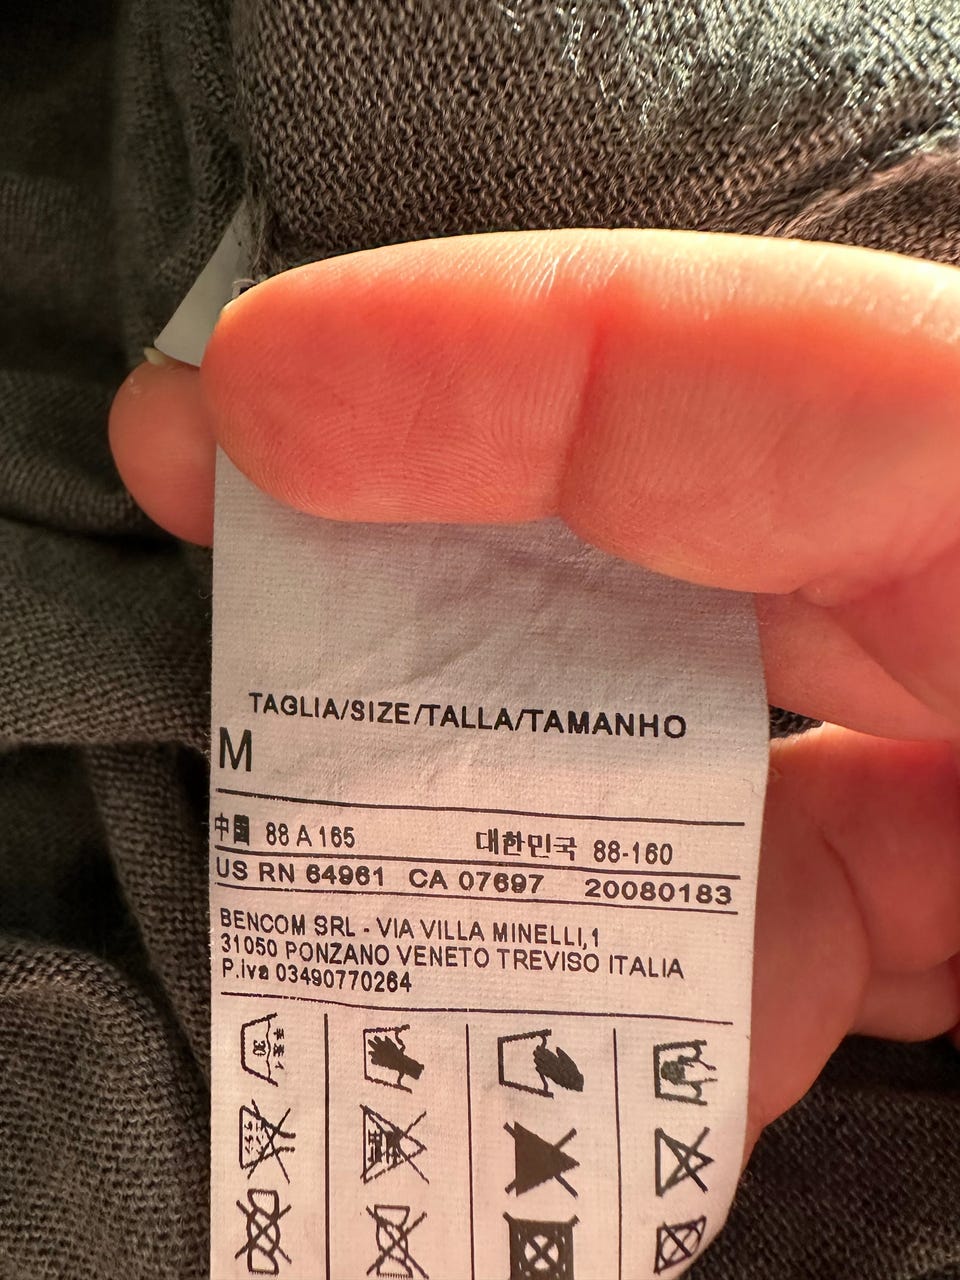 TAGLIA/SIZE/TALLA/TAMANHO
M
中國 88 A 165 대한민국 88-160
US RN 64961 CA 07697 20080183
BENCOM SRL - VIA VILLA MINELLI,1
31050 PONZANO VENETO TREVISO ITALIA
P.iva 03490770264
30